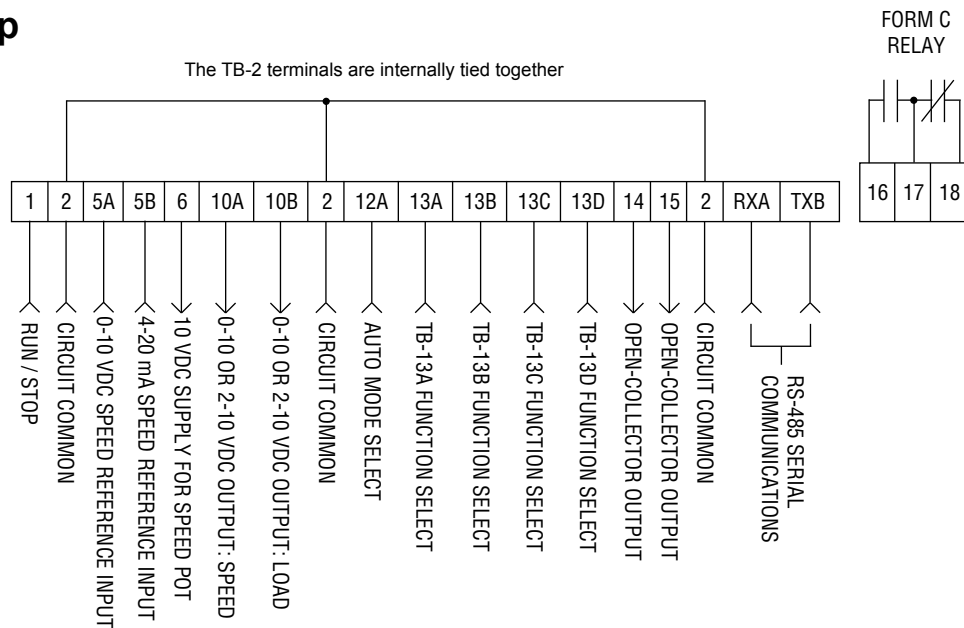 p
FORM C
RELAY
The TB-2 terminals are internally tied together
1 2 5A 5B 6 10A 10B 2 12A 13A 13B 13C 13D 14 15 2 RXA TXB
16 17 18
RUN / STOP
CIRCUIT COMMON
0-10 VDC SPEED REFERENCE INPUT
4-20 mA SPEED REFERENCE INPUT
10 VDC SUPPLY FOR SPEED POT
0-10 OR 2-10 VDC OUTPUT: SPEED
0-10 OR 2-10 VDC OUTPUT: LOAD
CIRCUIT COMMON
AUTO MODE SELECT
TB-13A FUNCTION SELECT
TB-13B FUNCTION SELECT
TB-13C FUNCTION SELECT
TB-13D FUNCTION SELECT
OPEN-COLLECTOR OUTPUT
OPEN-COLLECTOR OUTPUT
CIRCUIT COMMON
RS-485 SERIAL
COMMUNICATIONS